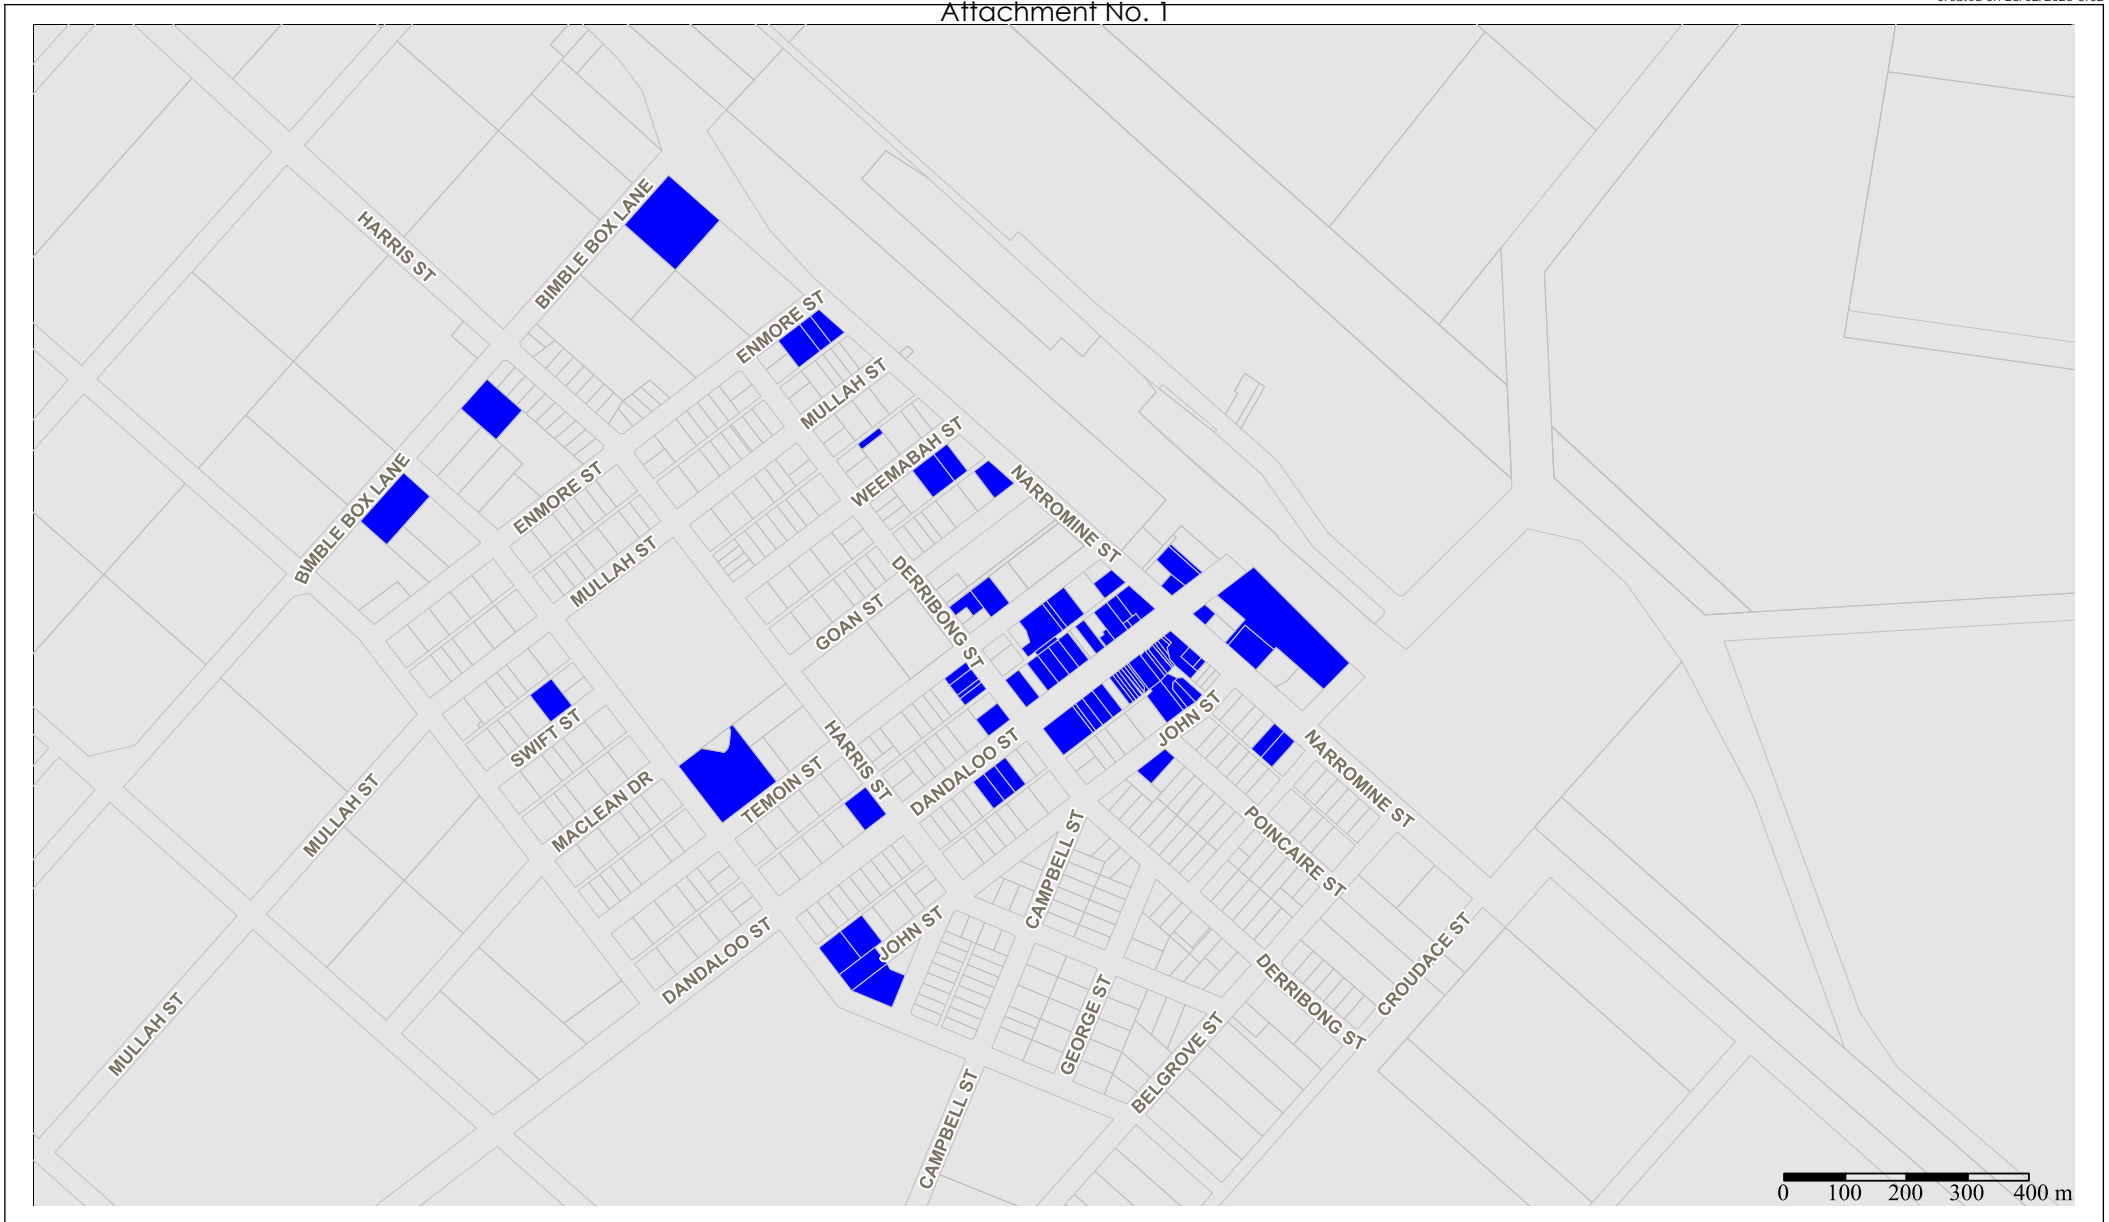 Attachment No. 1
HARRIS ST
BIMBLE BOX LANE
ENMORE ST
MULLAH ST
WEEMABAH ST
NARROMINE ST
BIMBLE BOX LANE
ENMORE ST
MULLAH ST
DERRIBONG ST
GOAN ST
SWIFT ST
HARRIS ST
JOHN ST
DANDALOO ST
TEMOIN ST
MACLEAN DR
MULLAH ST
NARROMINE ST
POINCAIRE ST
CAMPBELL ST
JOHN ST
DANDALOO ST
CROUDACE ST
DERRIBONG ST
GEORGE ST
BELGROVE ST
MULLAH ST
CAMPBELL ST
0 100 200 300 400 m